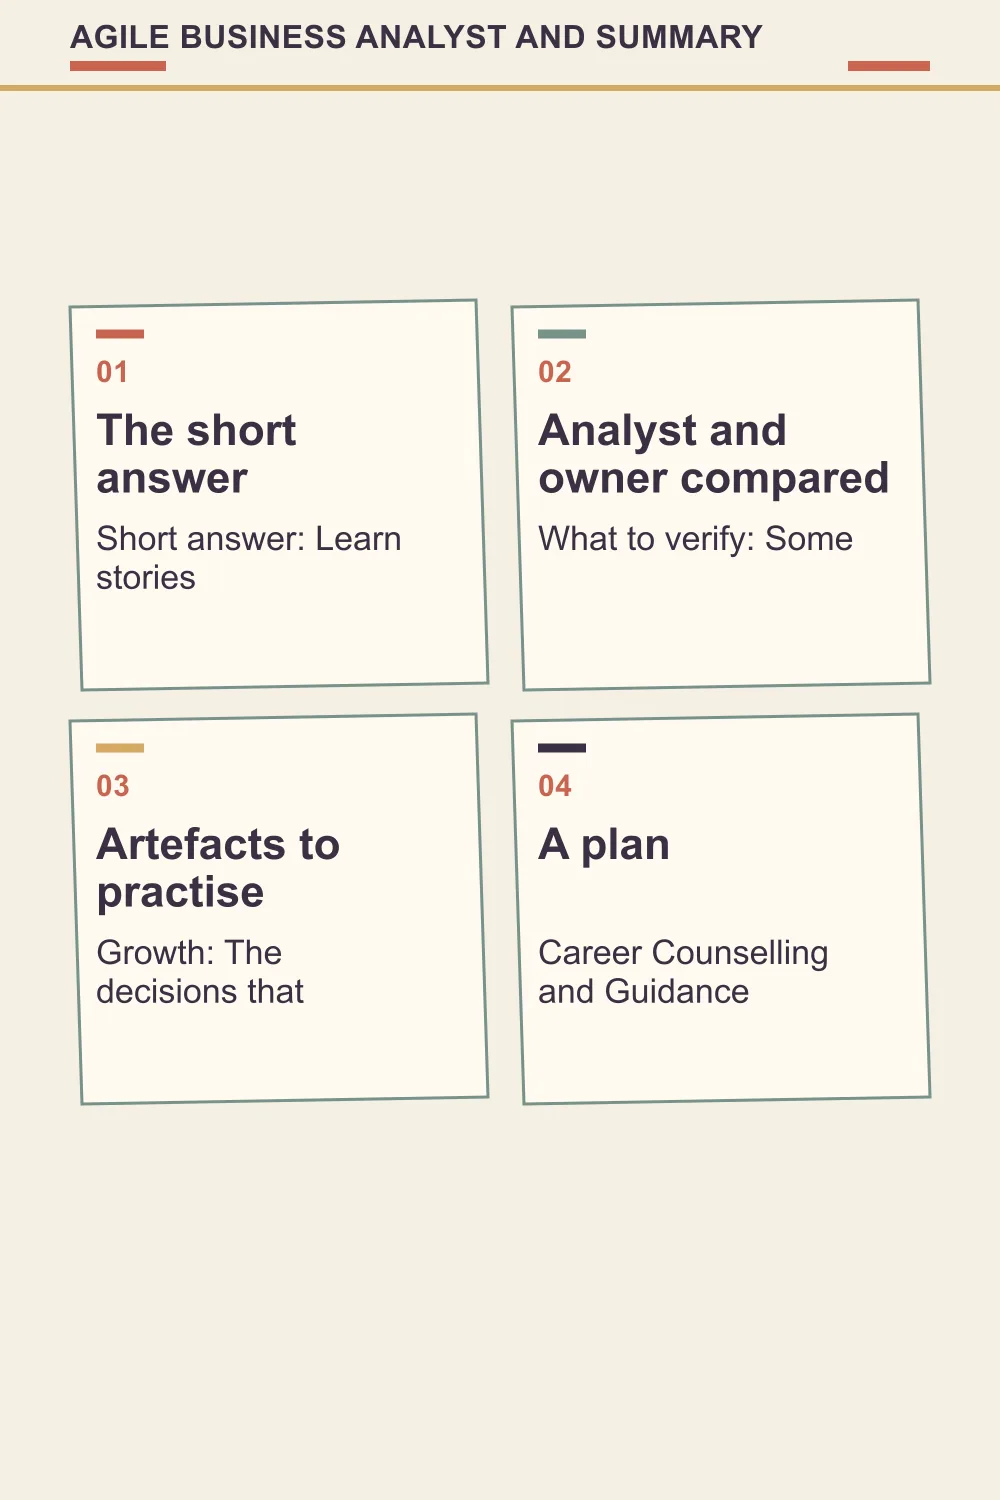 AGILE BUSINESS ANALYST AND SUMMARY
01
The short
answer
Short answer: Learn
stories
02
Analyst and
owner compared
What to verify: Some
03
Artefacts to
practise
Growth: The
decisions that
04
A plan
Career Counselling
and Guidance